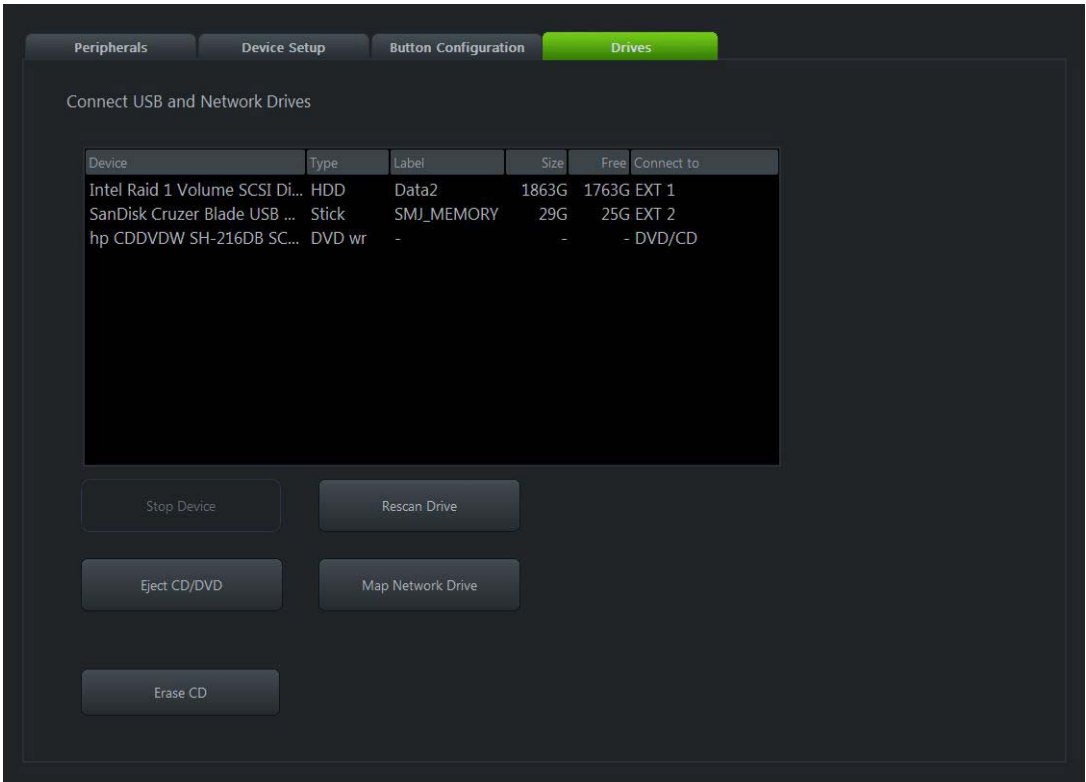 Peripherals Device Setup Button Configuration Drives
Connect USB and Network Drives
Device Type Label Size Free Connect to
Intel Raid 1 Volume SCSI Di... HDD Data2 1863G 1763G EXT 1
SanDisk Cruzer Blade USB ... Stick SMJ_MEMORY 29G 25G EXT 2
hp CDDVDW SH-216DB SC... DVD wr - - - DVD/CD
Stop Device Rescan Drive
Eject CD/DVD Map Network Drive
Erase CD